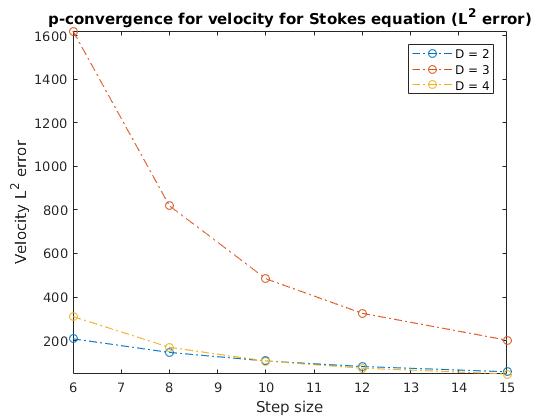 p-convergence for velocity for Stokes equation (L² error)
1600
1400
1200
1000
800
600
400
200
Velocity L² error
D = 2
D = 3
D = 4
6 7 8 9 10 11 12 13 14 15
Step size